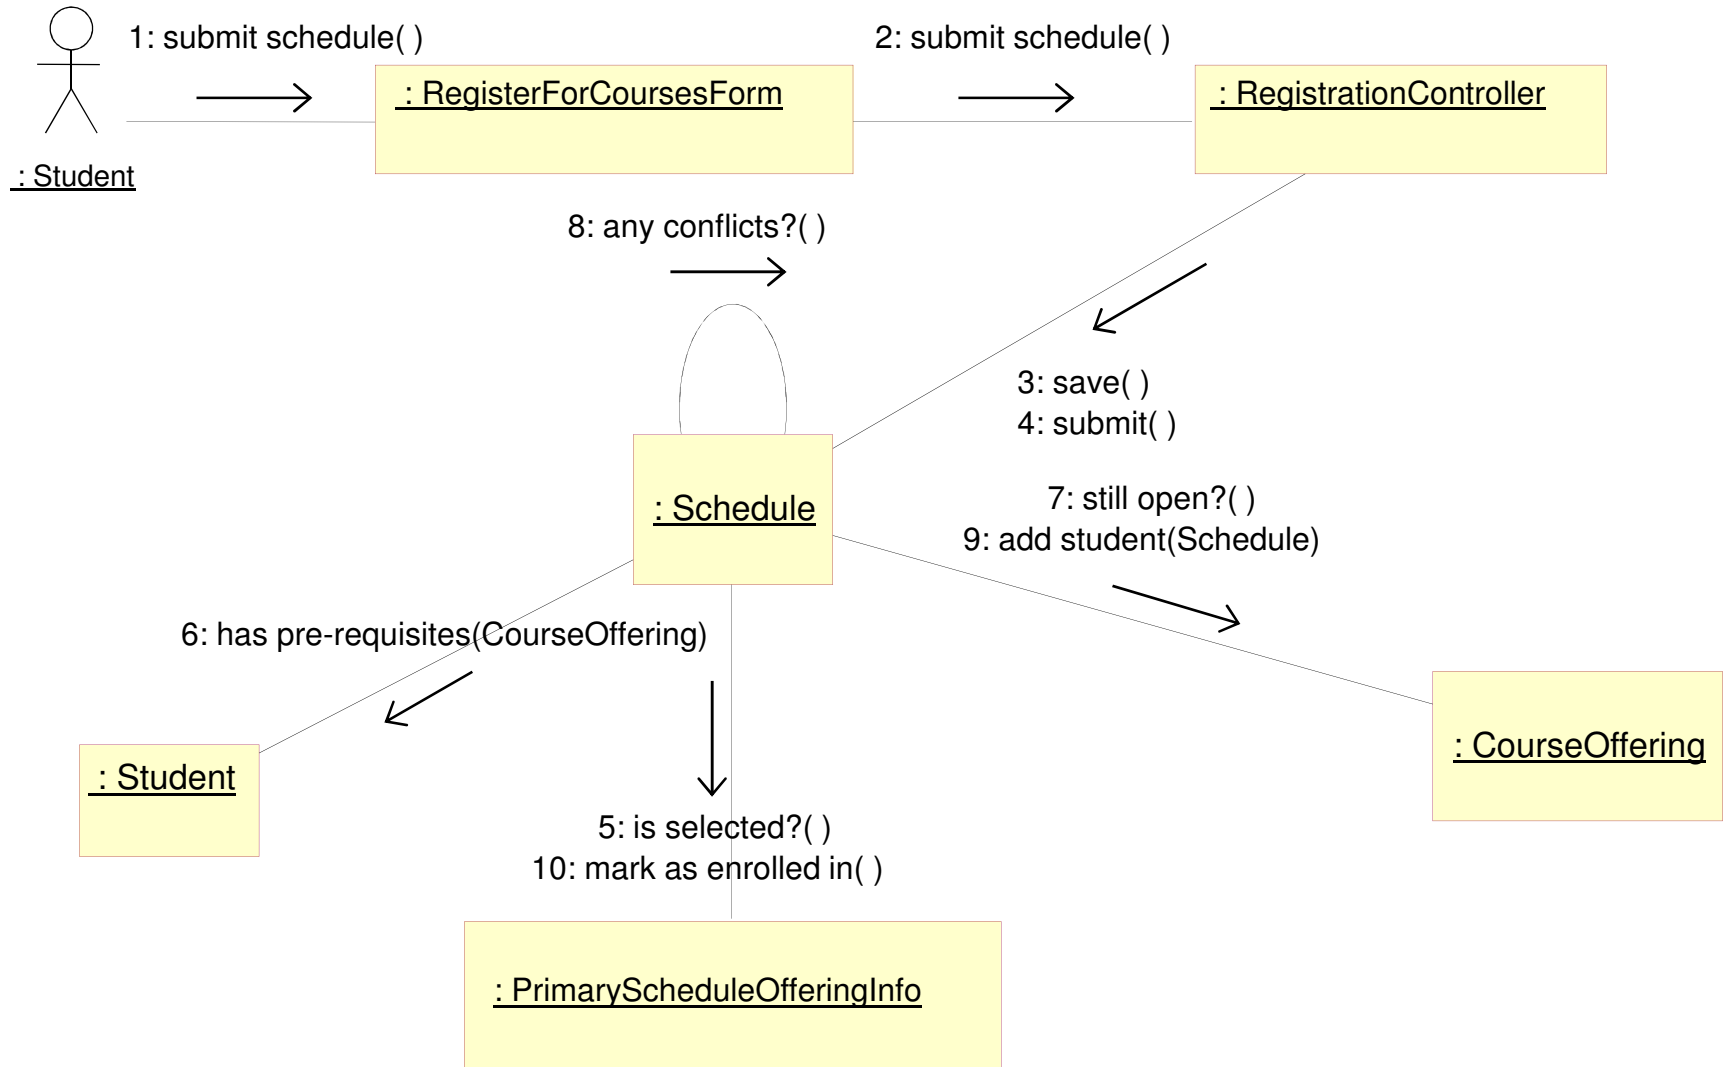 1: submit schedule( )
2: submit schedule( )
: RegisterForCoursesForm
: RegistrationController
: Student
8: any conflicts?( )
3: save( )
4: submit( )
: Schedule
7: still open?( )
9: add student(Schedule)
6: has pre-requisites(CourseOffering)
: Student
: CourseOffering
5: is selected?( )
10: mark as enrolled in( )
: PrimaryScheduleOfferingInfo